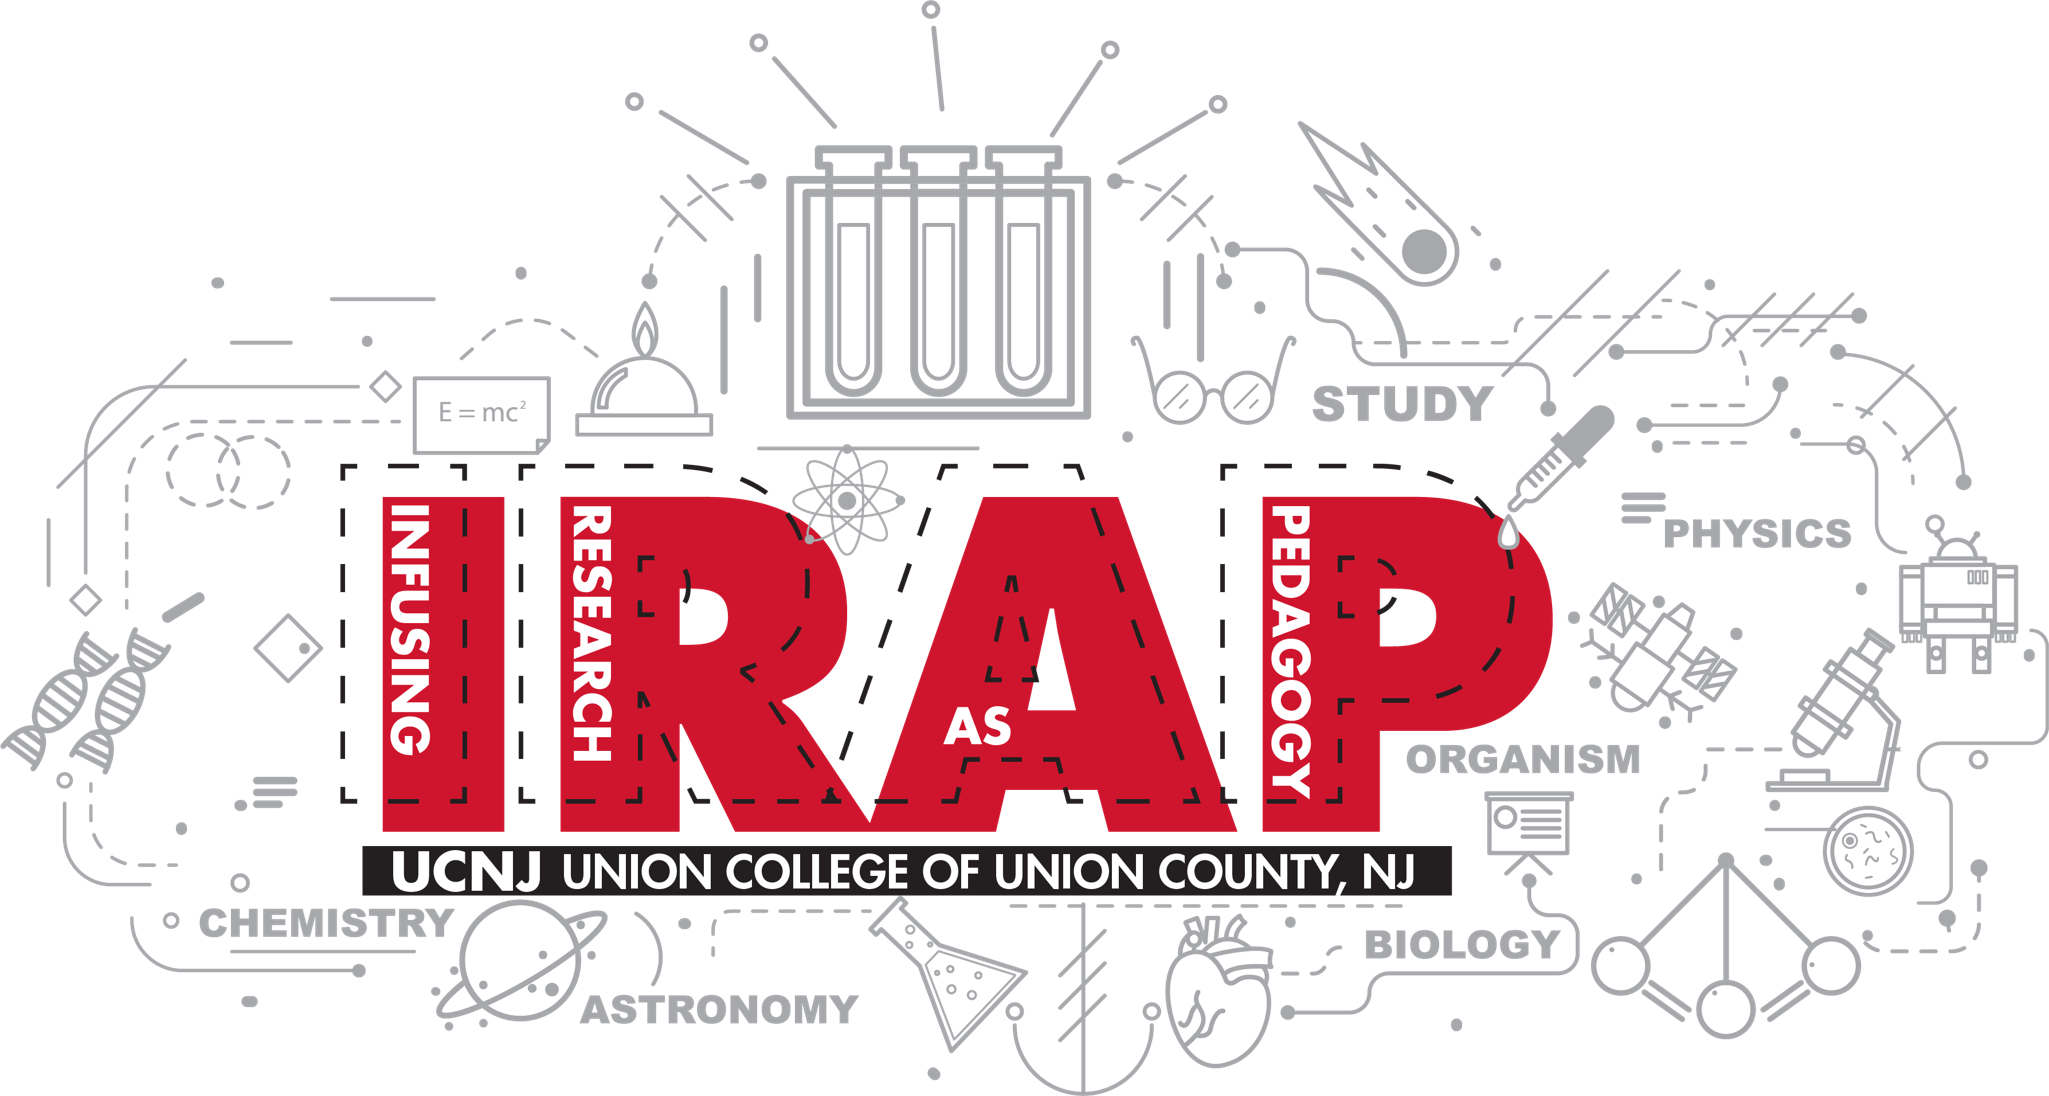 E = mc²
STUDY
PHYSICS
IRAP
INFUSING
RESEARCH
AS
PEDAGOGY
ORGANISM
UCNJ UNION COLLEGE OF UNION COUNTY, NJ
CHEMISTRY
BIOLOGY
ASTRONOMY